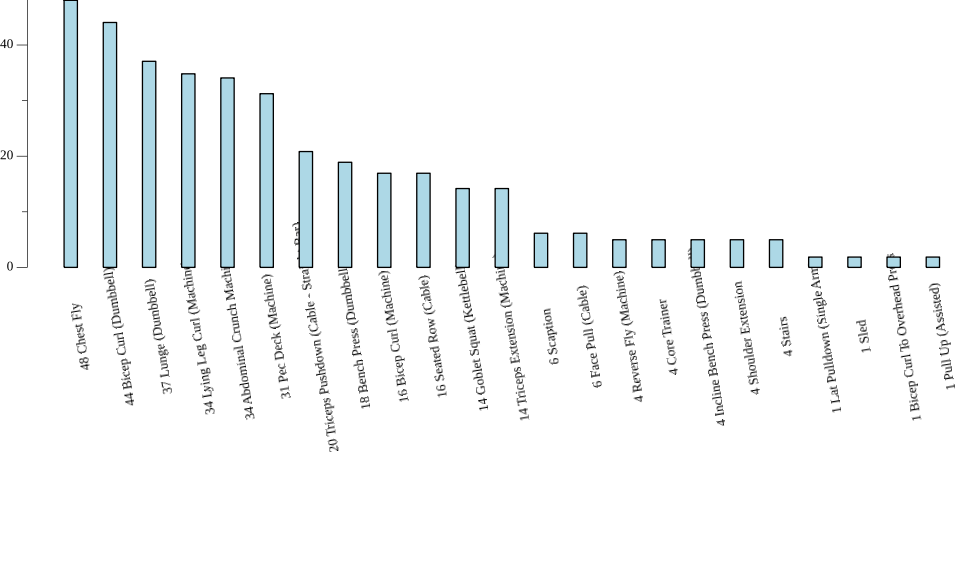 40
20
0
48 Chest Fly
44 Bicep Curl (Dumbbell)
37 Lunge (Dumbbell)
34 Lying Leg Curl (Machine
34 Abdominal Crunch Machi
31 Pec Deck (Machine)
20 Triceps Pushdown (Cable - Stra Bar)
18 Bench Press (Dumbbell
16 Bicep Curl (Machine)
16 Seated Row (Cable)
14 Goblet Squat (Kettlebel
14 Triceps Extension (Machin
6 Scaption
6 Face Pull (Cable)
4 Reverse Fly (Machine)
4 Core Trainer
4 Incline Bench Press (Dumb
4 Shoulder Extension
4 Stairs
1 Lat Pulldown (Single Arm
1 Sled
1 Bicep Curl To Overhead Pr
1 Pull Up (Assisted)